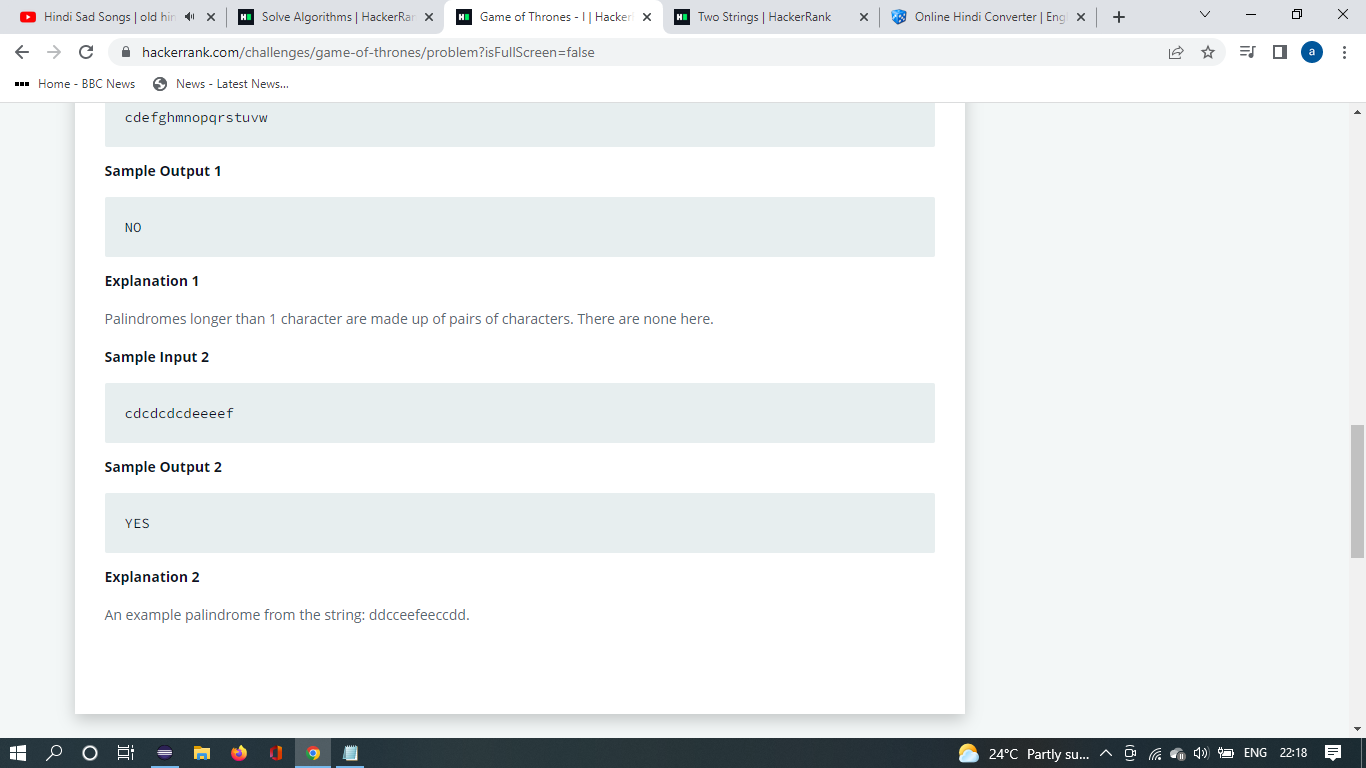 Hindi Sad Songs | old hin
Solve Algorithms | HackerRan
Game of Thrones - I | Hacker
Two Strings | HackerRank
Online Hindi Converter | Eng
hackerrank.com/challenges/game-of-thrones/problem?isFullScreen=false
a
Home - BBC News
News - Latest News...
cdefghmnopqrstuvw
Sample Output 1
NO
Explanation 1
Palindromes longer than 1 character are made up of pairs of characters. There are none here.
Sample Input 2
cdcdcdcdeeeef
Sample Output 2
YES
Explanation 2
An example palindrome from the string: ddcceefeeccdd.
24°C Partly su...
ENG
22:18